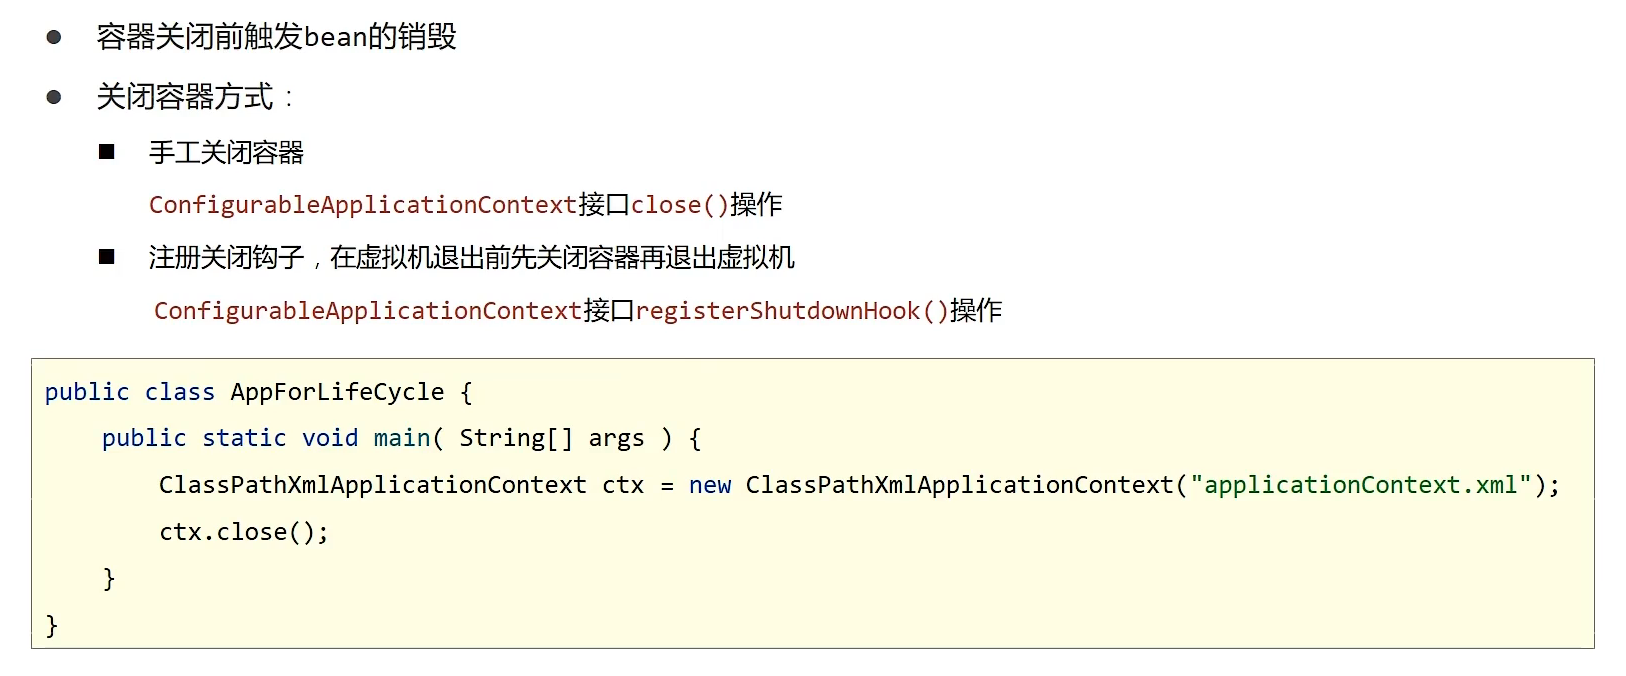 容器关闭前触发bean的销毁
关闭容器方式：
手工关闭容器
ConfigurableApplicationContext接口close()操作
注册关闭钩子，在虚拟机退出前先关闭容器再退出虚拟机
ConfigurableApplicationContext接口registerShutdownHook()操作
public class AppForLifeCycle {
    public static void main( String[] args ) {
        ClassPathXmlApplicationContext ctx = new ClassPathXmlApplicationContext("applicationContext.xml");
        ctx.close();
    }
}